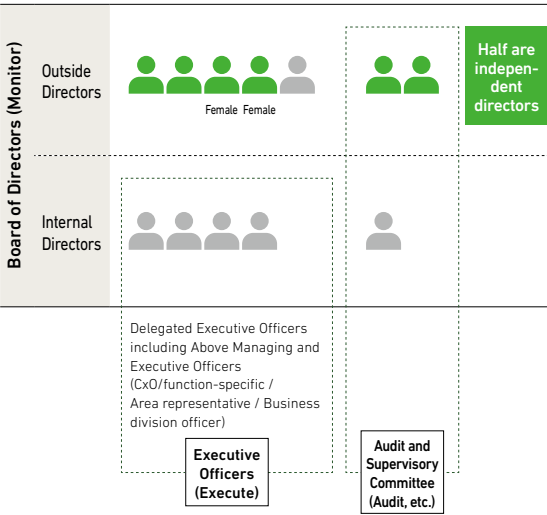 Board of Directors (Monitor)
Outside
Directors
Female Female
Half are
indepen-
dent
directors
Internal
Directors
Delegated Executive Officers
including Above Managing and
Executive Officers
(CxO/function-specific /
Area representative / Business
division officer)
Executive
Officers
(Execute)
Audit and
Supervisory
Committee
(Audit, etc.)